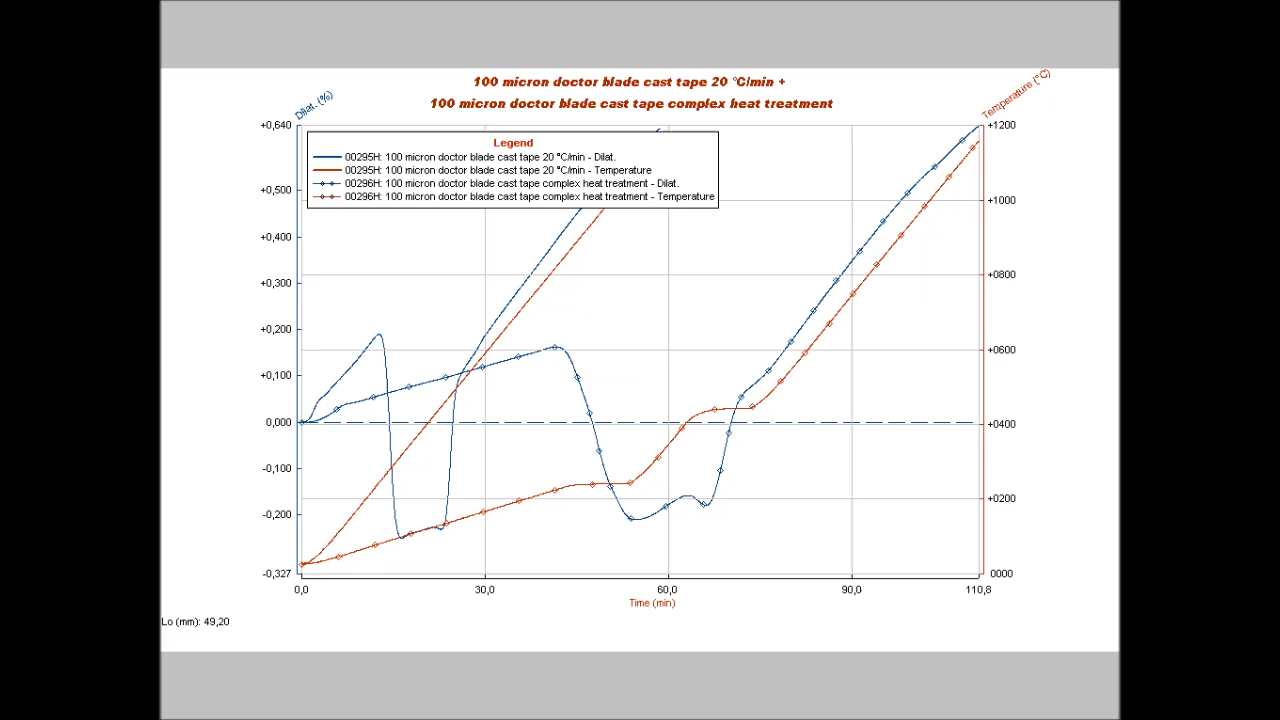 100 micron doctor blade cast tape 20 °C/min +
100 micron doctor blade cast tape complex heat treatment
Dilat. (%)
Temperature (°C)
Legend
00295H: 100 micron doctor blade cast tape 20 °C/min - Dilat.
00295H: 100 micron doctor blade cast tape 20 °C/min - Temperature
00296H: 100 micron doctor blade cast tape complex heat treatment - Dilat.
00296H: 100 micron doctor blade cast tape complex heat treatment - Temperature
+0,640
+0,500
+0,400
+0,300
+0,200
+0,100
0,000
-0,100
-0,200
-0,327
+1200
+1000
+0800
+0600
+0400
+0200
0000
0,0
30,0
60,0
90,0
110,8
Time (min)
Lo (mm): 49,20